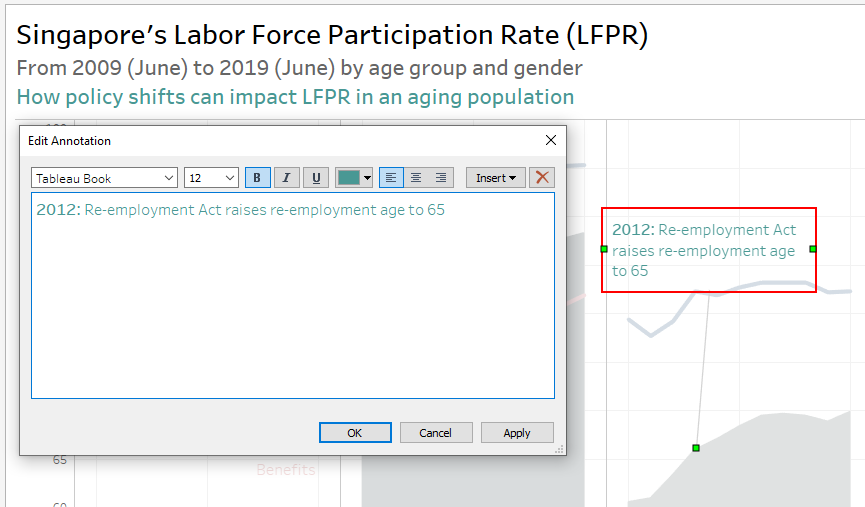 Singapore's Labor Force Participation Rate (LFPR)
From 2009 (June) to 2019 (June) by age group and gender
How policy shifts can impact LFPR in an aging population
Edit Annotation
Tableau Book
12
B
I
U
Insert
2012: Re-employment Act raises re-employment age to 65
OK
Cancel
Apply
2012: Re-employment Act
raises re-employment age
to 65
65
Benefits